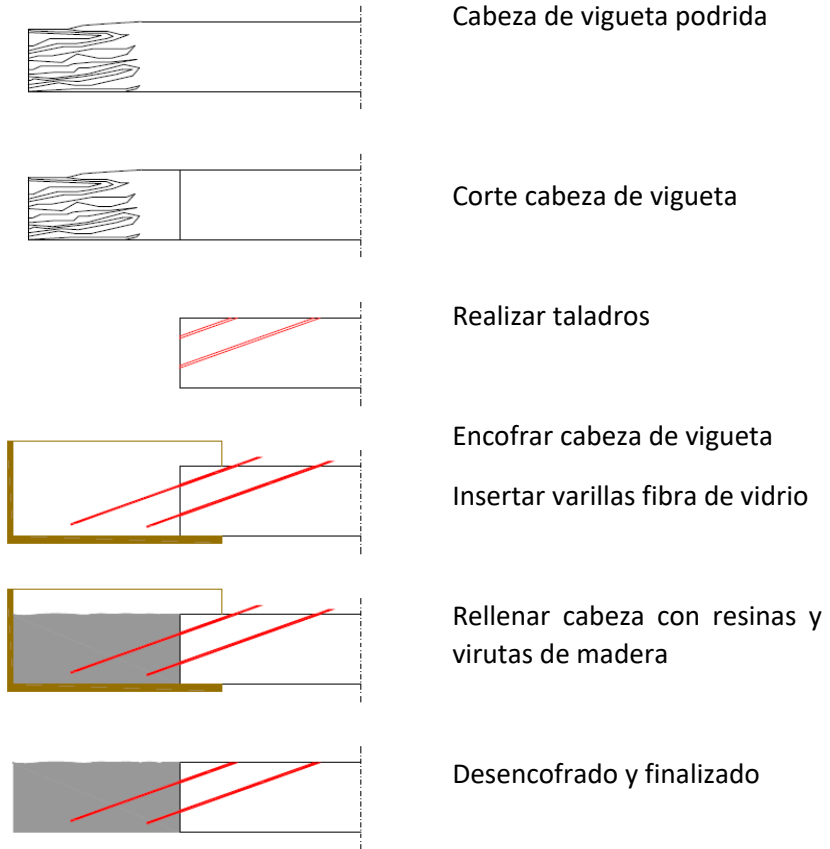 Cabeza de vigueta podrida
Corte cabeza de vigueta
Realizar taladros
Encofrar cabeza de vigueta
Insertar varillas fibra de vidrio
Rellenar cabeza con resinas y
virutas de madera
Desencofrado y finalizado